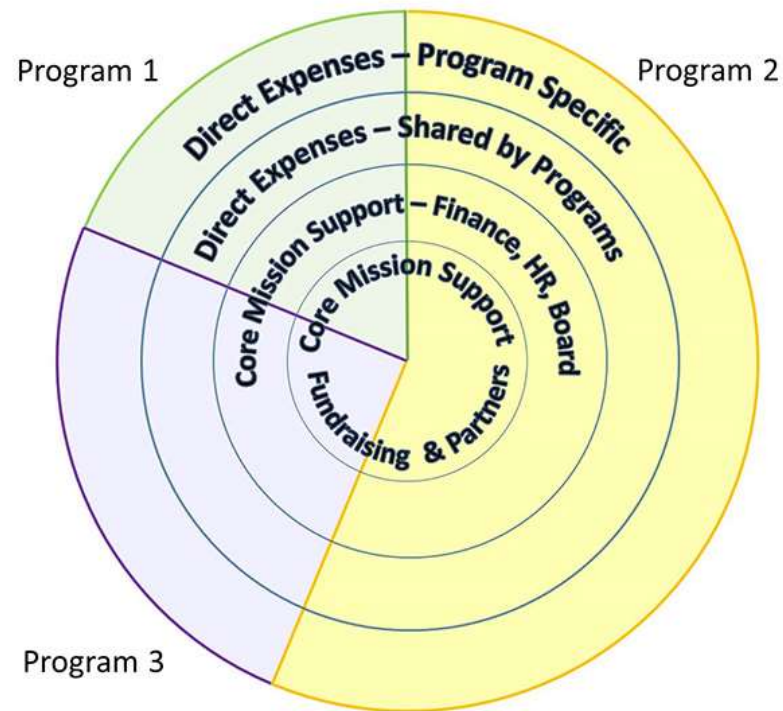 Program 1
Program 2
Direct Expenses – Program Specific
Direct Expenses – Shared by Programs
Core Mission Support – Finance, HR, Board
Core Mission Support
Fundraising & Partners
Program 3